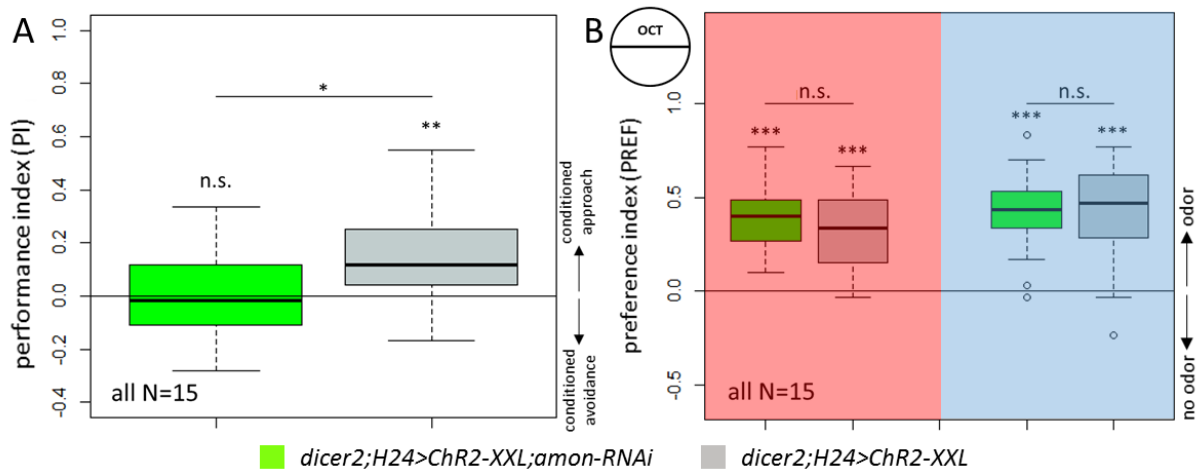 A
performance index (PI)
1.0
0.8
0.6
0.4
0.2
0.0
-0.2
-0.4
*
n.s.
**
all N=15
conditioned
approach
conditioned
avoidance
B
OCT
preference index (PREF)
1.0
0.5
0.0
-0.5
n.s.
***
***
n.s.
***
***
all N=15
odor
no odor
dicer2;H24>ChR2-XXL;amon-RNAi
dicer2;H24>ChR2-XXL